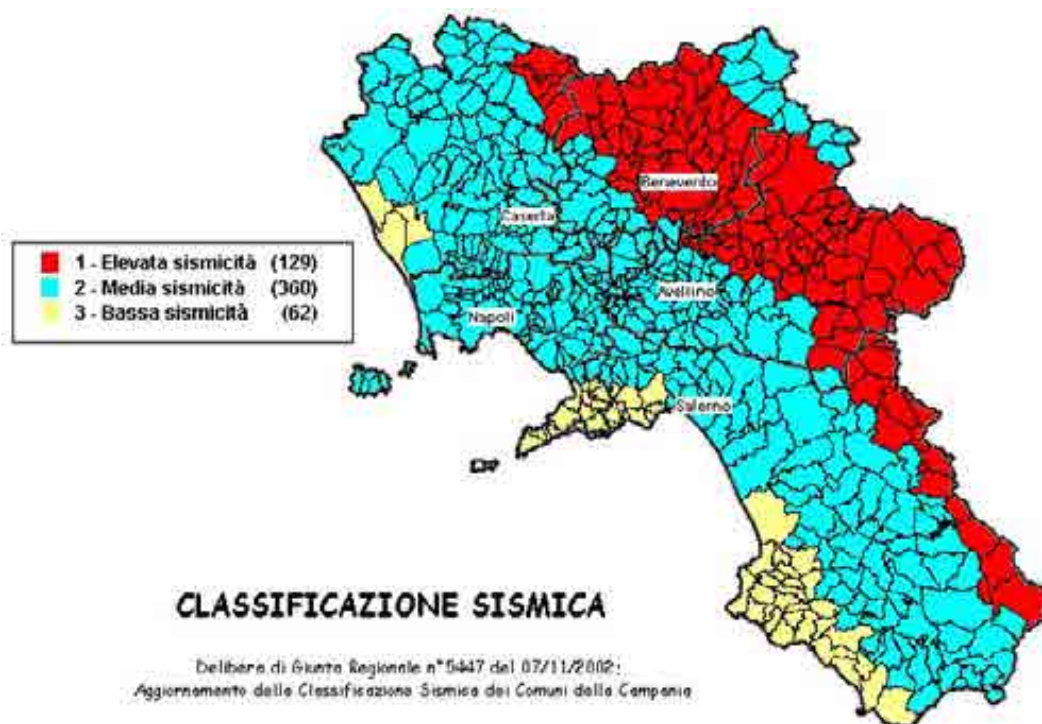 Benevento
Caserta
1 - Elevata sismicità (129)
2 - Media sismicità (360)
3 - Bassa sismicità (62)
Avellino
Napoli
Salerno
CLASSIFICAZIONE SISMICA
Delibera di Giunta Regionale n°5447 del 07/11/2002:
Aggiornamento della Classificazione Sismica dei Comuni della Campania